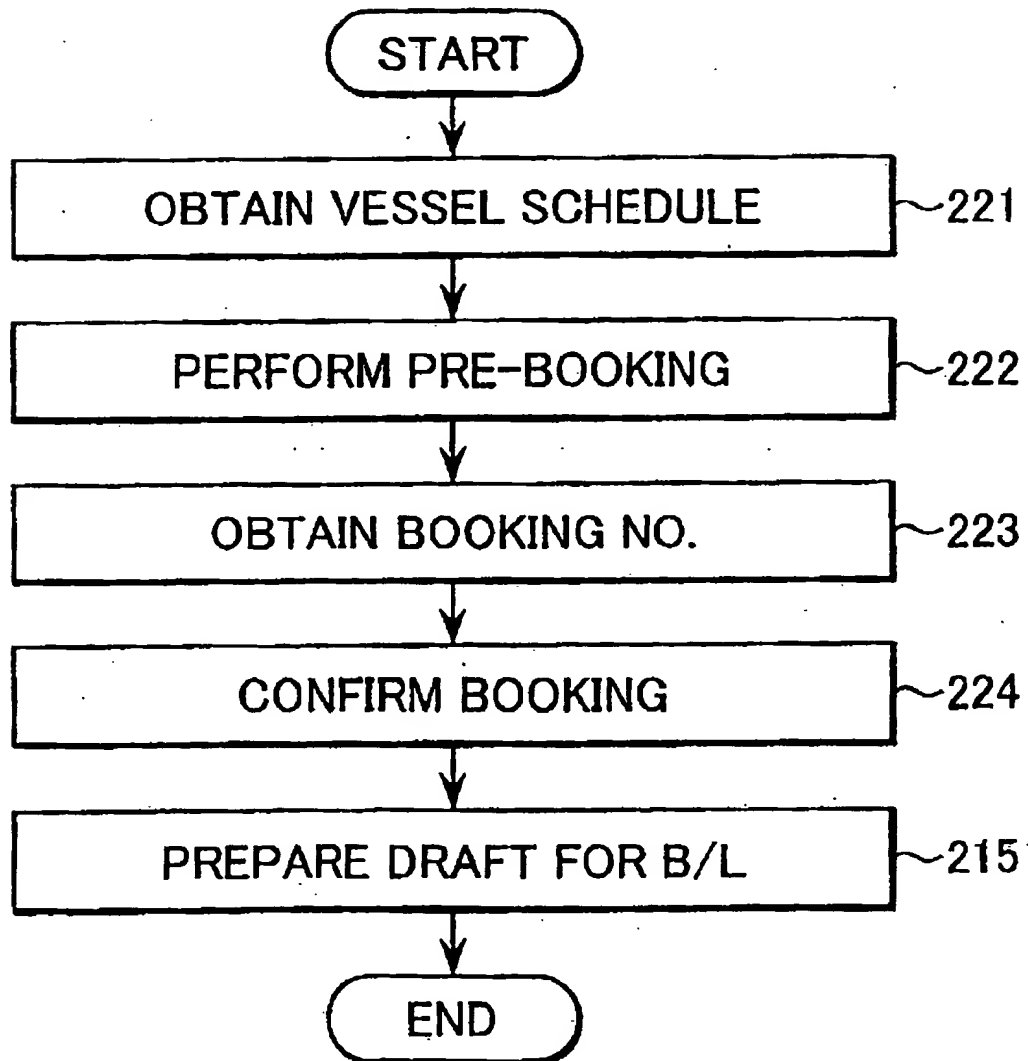 START
OBTAIN VESSEL SCHEDULE ~221
PERFORM PRE-BOOKING ~222
OBTAIN BOOKING NO. ~223
CONFIRM BOOKING ~224
PREPARE DRAFT FOR B/L ~215
END